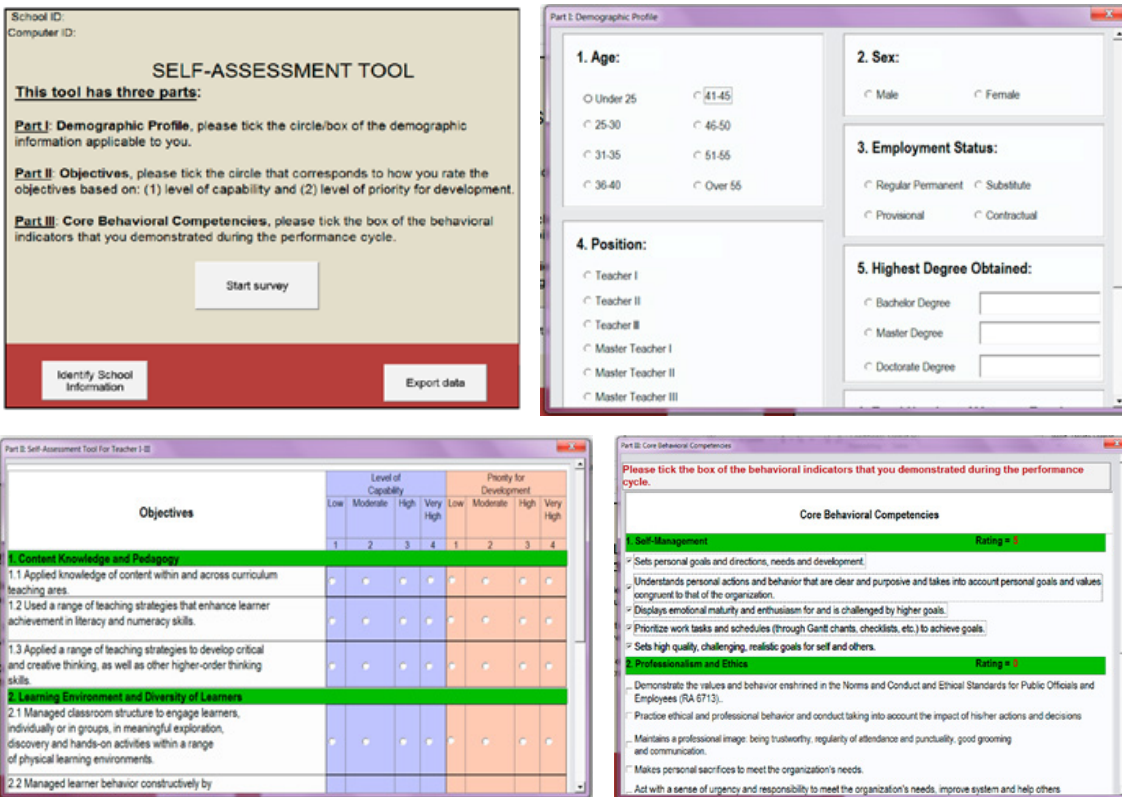 School ID:
Computer ID:
SELF-ASSESSMENT TOOL
This tool has three parts:
Part I: Demographic Profile, please tick the circle/box of the demographic
information applicable to you.
Part II: Objectives, please tick the circle that corresponds to how you rate the
objectives based on: (1) level of capability and (2) level of priority for development.
Part III: Core Behavioral Competencies, please tick the box of the behavioral
indicators that you demonstrated during the performance cycle.
Start survey
Identify School
Information
Export data
Part I: Demographic Profile
1. Age:
Under 25
41-45
25-30
46-50
31-35
51-55
36-40
Over 55
2. Sex:
Male
Female
3. Employment Status:
Regular Permanent
Substitute
Provisional
Contractual
4. Position:
Teacher I
Teacher II
Teacher III
Master Teacher I
Master Teacher II
Master Teacher III
5. Highest Degree Obtained:
Bachelor Degree
Master Degree
Doctorate Degree
Part II: Self-Assessment Tool For Teacher I-III
Objectives
Level of
Capability
Priority for
Development
Low Moderate High Very High Low Moderate High Very High
1 2 3 4 1 2 3 4
1. Content Knowledge and Pedagogy
1.1 Applied knowledge of content within and across curriculum
teaching ares.
1.2 Used a range of teaching strategies that enhance learner
achievement in literacy and numeracy skills.
1.3 Applied a range of teaching strategies to develop critical
and creative thinking, as well as other higher-order thinking
skills.
2. Learning Environment and Diversity of Learners
2.1 Managed classroom structure to engage learners,
individually or in groups, in meaningful exploration,
discovery and hands-on activities within a range
of physical learning environments.
2.2 Managed learner behavior constructively by
Part III: Core Behavioral Competencies
Please tick the box of the behavioral indicators that you demonstrated during the performance
cycle.
Core Behavioral Competencies
1. Self-Management Rating = 5
Sets personal goals and directions, needs and development.
Understands personal actions and behavior that are clear and purposive and takes into account personal goals and values
congruent to that of the organization.
Displays emotional maturity and enthusiasm for and is challenged by higher goals.
Prioritize work tasks and schedules (through Gantt chants, checklists, etc.) to achieve goals.
Sets high quality, challenging, realistic goals for self and others.
2. Professionalism and Ethics Rating = 0
Demonstrate the values and behavior enshrined in the Norms and Conduct and Ethical Standards for Public Officials and
Employees (RA 6713)..
Practice ethical and professional behavior and conduct taking into account the impact of his/her actions and decisions
Maintains a professional image: being trustworthy, regularity of attendance and punctuality, good grooming
and communication.
Makes personal sacrifices to meet the organization's needs.
Act with a sense of urgency and responsibility to meet the organization's needs, improve system and help others